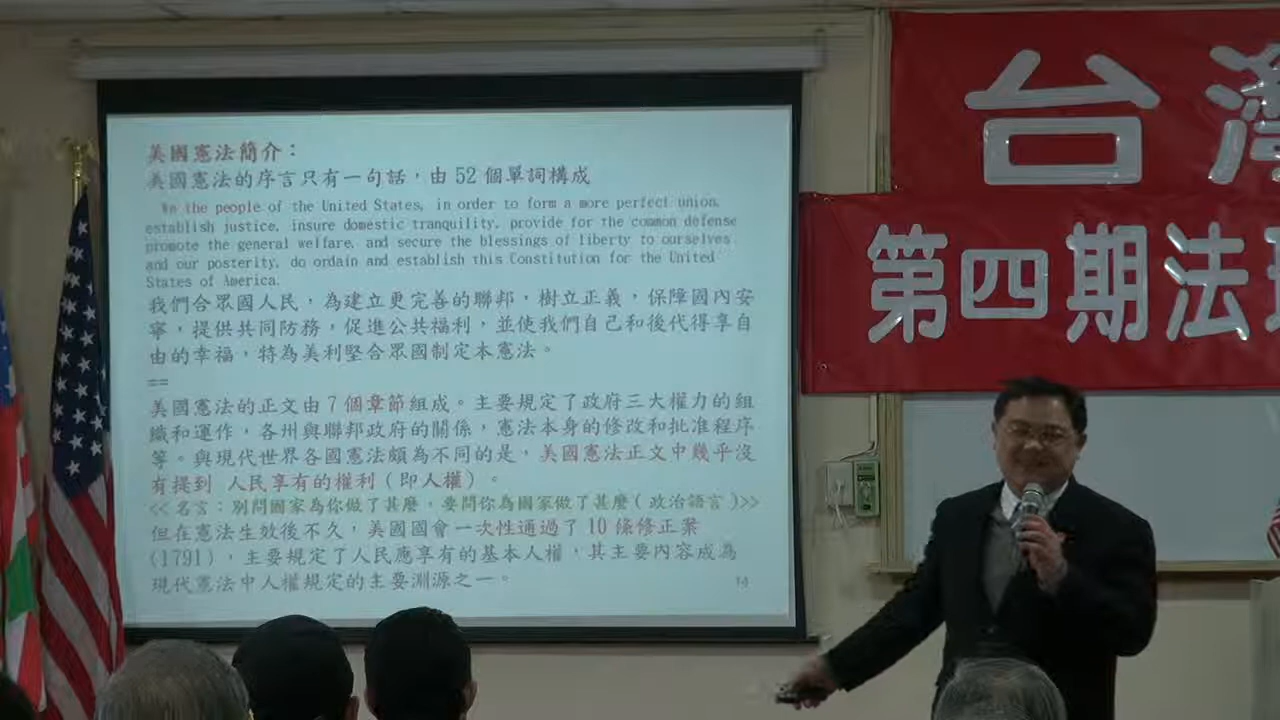 美國憲法簡介：
美國憲法的序言只有一句話，由 52 個單詞構成
We the people of the United States, in order to form a more perfect union,
establish justice, insure domestic tranquility, provide for the common defense
promote the general welfare, and secure the blessings of liberty to ourselves
and our posterity, do ordain and establish this Constitution for the United
States of America.
我們合眾國人民，為建立更完善的聯邦，樹立正義，保障國內安
寧，提供共同防務，促進公共福利，並使我們自己和後代得享自
由的幸福，特為美利堅合眾國制定本憲法。
==
美國憲法的正文由 7 個章節組成。主要規定了政府三大權力的組
織和運作，各州與聯邦政府的關係，憲法本身的修改和批准程序
等。與現代世界各國憲法頗為不同的是，美國憲法正文中幾乎沒
有提到 人民享有的權利（即人權）。
<<名言：別問國家為你做了甚麼，要問你為國家做了甚麼（政治語言）>>
但在憲法生效後不久，美國國會一次性通過了 10 條修正案
(1791)，主要規定了人民應享有的基本人權，其主要內容成為
現代憲法中人權規定的主要淵源之一。
14
台灣
第四期法理